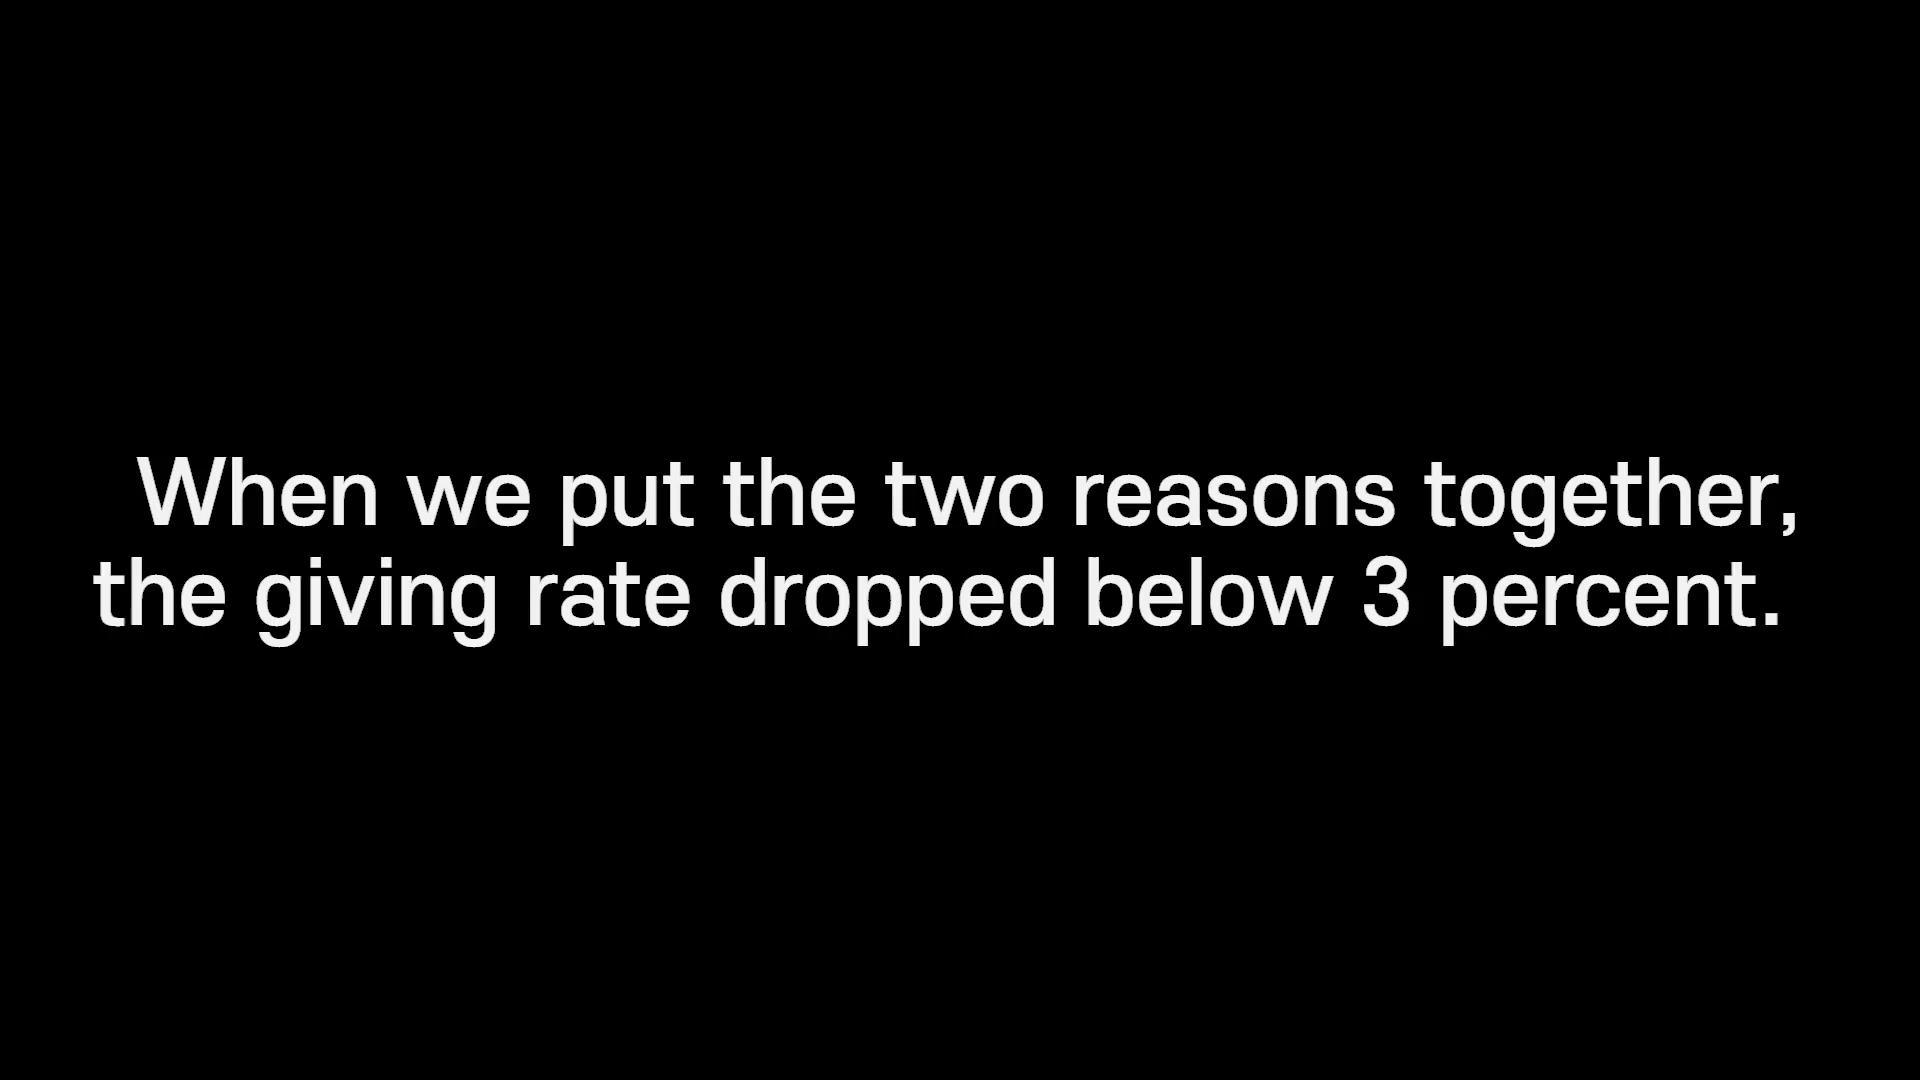 When we put the two reasons together,
the giving rate dropped below 3 percent.